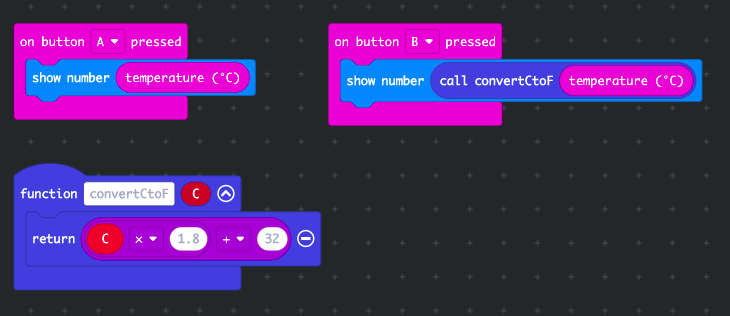 on button A pressed
show number temperature (°C)
on button B pressed
show number call convertCtoF temperature (°C)
function convertCtoF C
return C × 1.8 + 32